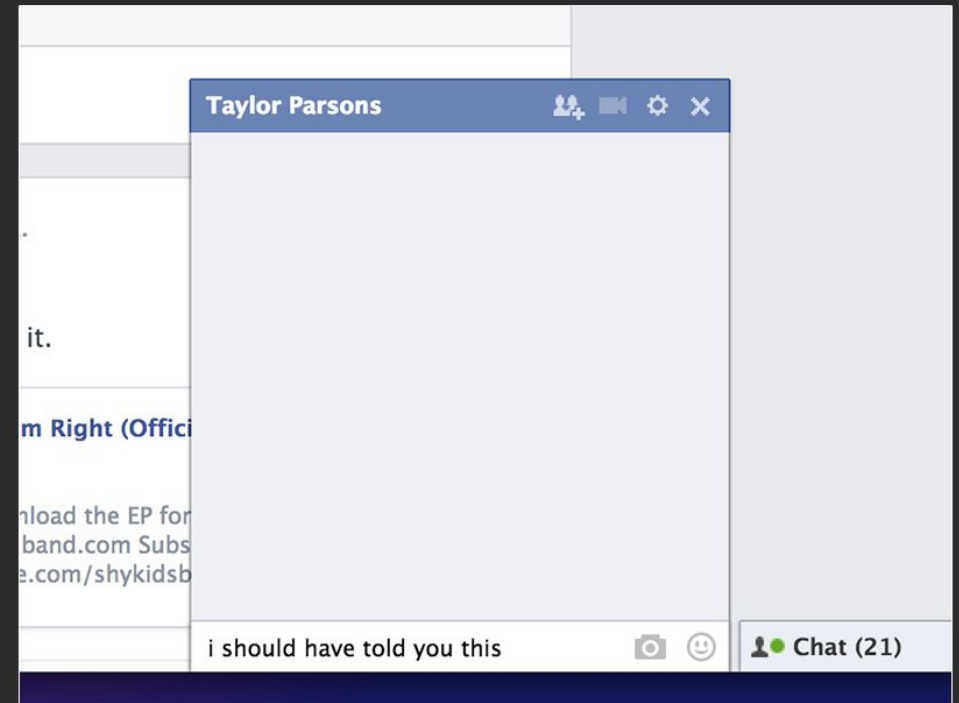 Taylor Parsons
it.
m Right (Offici
nload the EP for
band.com Subs
e.com/shykidsb
i should have told you this
Chat (21)